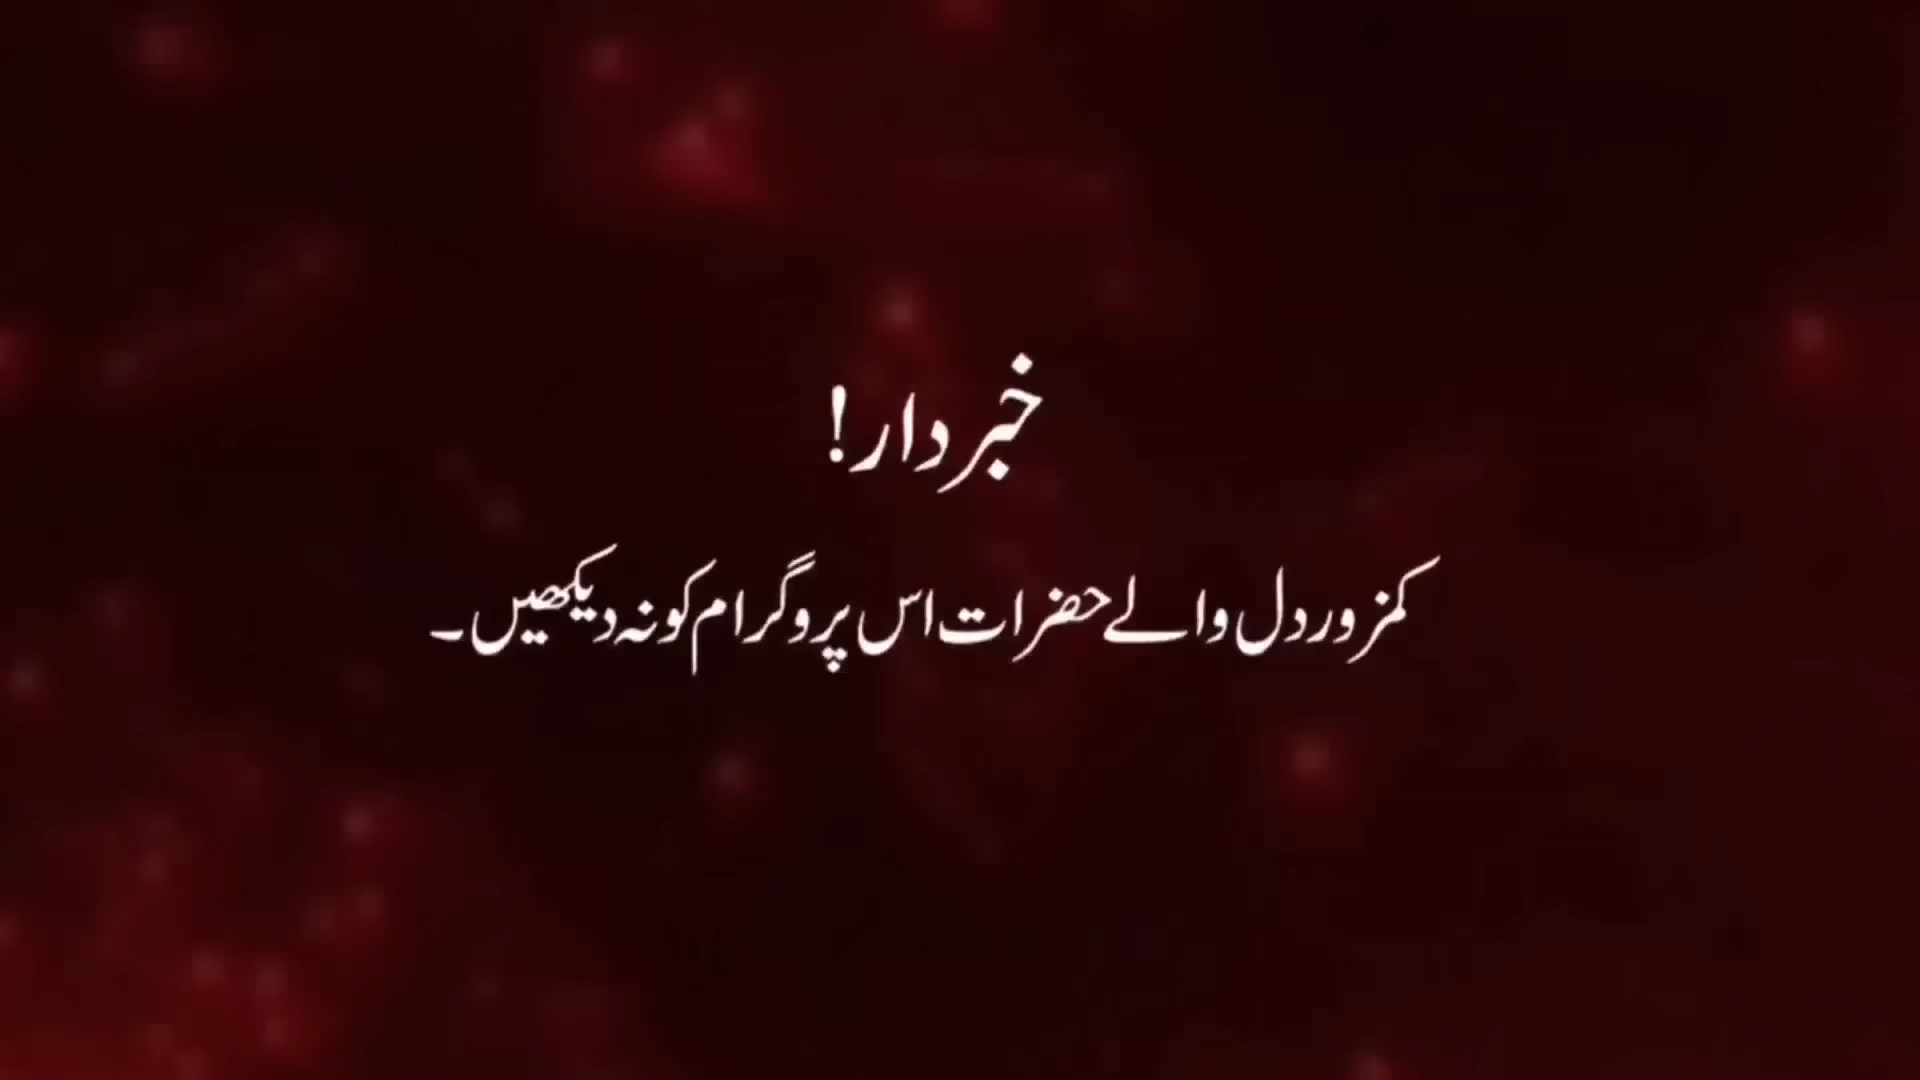 خبردار!
کمزور دل والے حضرات اس پروگرام کو نہ دیکھیں۔